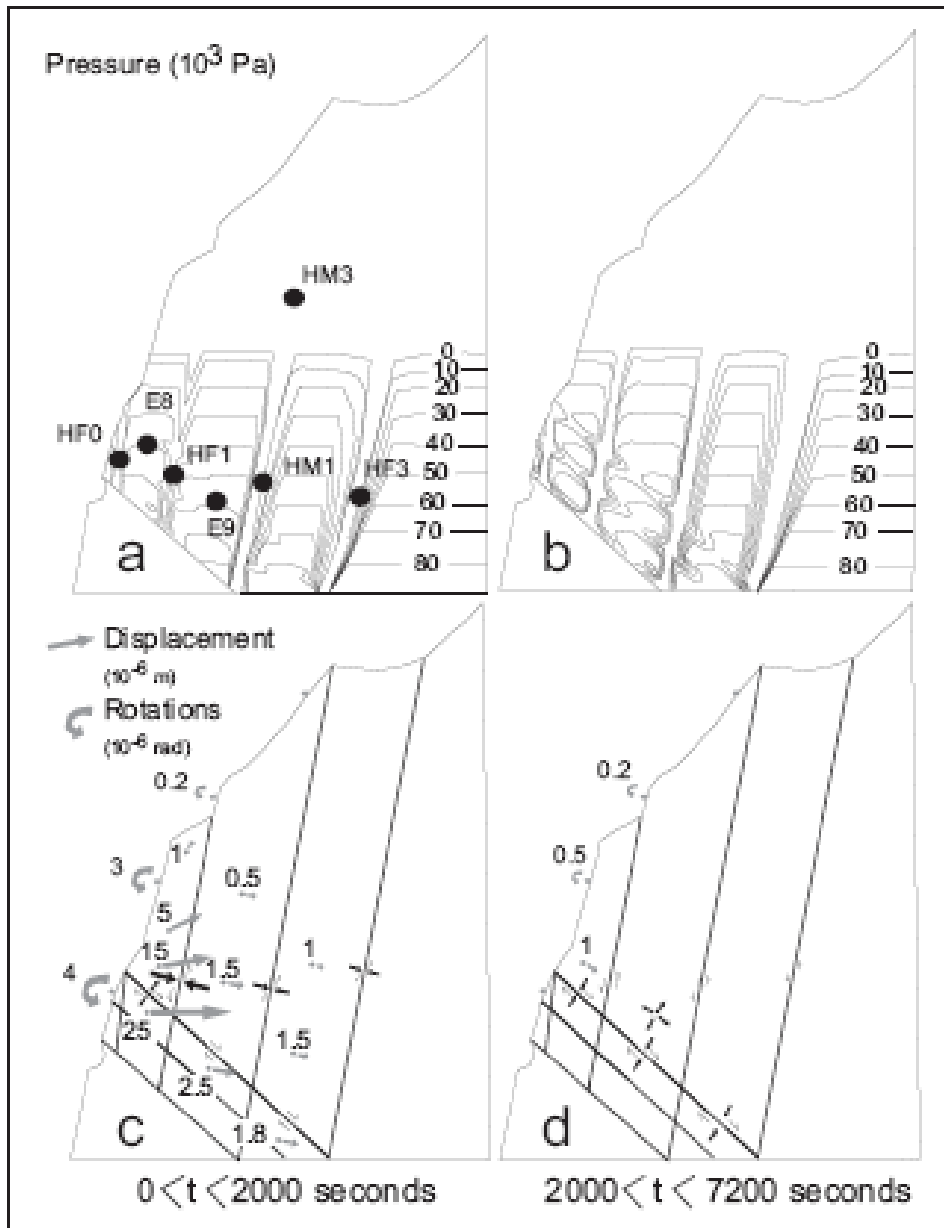 Pressure (10³ Pa)
HM3
0
10
20
30
40
50
60
70
80
E8
HF0
HF1
HM1
HF3
E9
a
0
10
20
30
40
50
60
70
80
b
Displacement
(10⁻⁶ m)
Rotations
(10⁻⁶ rad)
0.2
1
3
0.5
5
15
1.5
1
4
25
1.5
2.5
1.8
c
0.2
0.5
1
d
0<t<2000 seconds
2000<t<7200 seconds